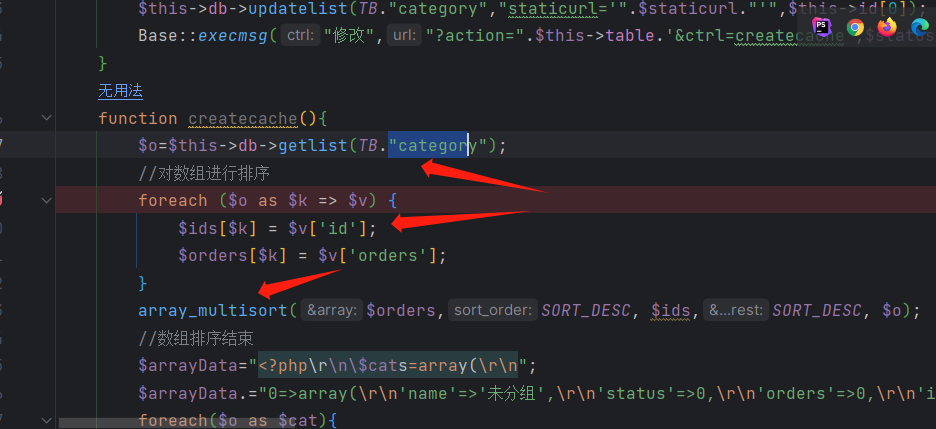 $this->db->updatelist(TB."category","staticurl='".$staticurl."'",$this->id[0]);
Base::execmsg( ctrl: "修改", url: "?action=".$this->table.'&ctrl=createcache',$status
}
无用法
function createcache(){
$o=$this->db->getlist(TB."category");
//对数组进行排序
foreach ($o as $k => $v) {
$ids[$k] = $v['id'];
$orders[$k] = $v['orders'];
}
array_multisort( &array: $orders, sort_order: SORT_DESC, $ids, &...rest: SORT_DESC, $o);
//数组排序结束
$arrayData="<?php\r\n\$cats=array(\r\n";
$arrayData.="0=>array(\r\n'name'=>'未分组',\r\n'status'=>0,\r\n'orders'=>0,\r\n'i
foreach($o as $cat){